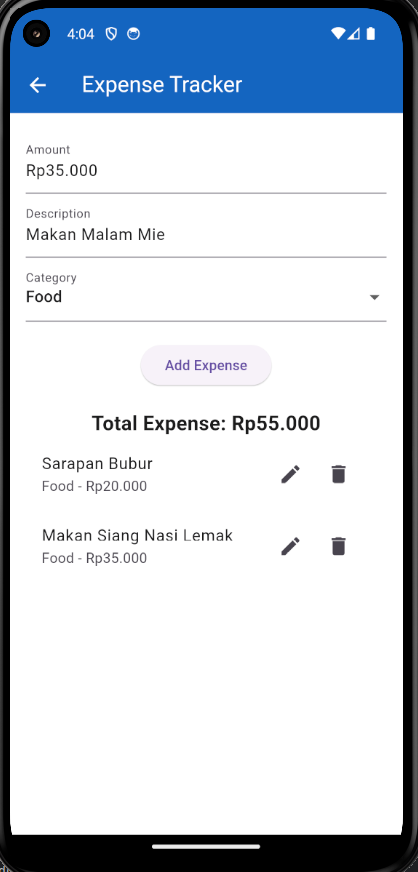 4:04
Expense Tracker
Amount
Rp35.000
Description
Makan Malam Mie
Category
Food
Add Expense
Total Expense: Rp55.000
Sarapan Bubur
Food - Rp20.000
Makan Siang Nasi Lemak
Food - Rp35.000